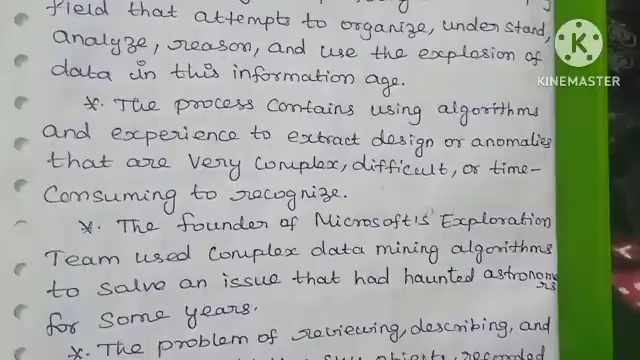 field that attempts to organize, understand,
analyze, reason, and use the explosion of
data in this information age.
*. The process contains using algorithms
and experience to extract design or anomalies
that are very complex, difficult, or time-
consuming to recognize.
*. The founder of Microsoft's Exploration
Team used complex data mining algorithms
to solve an issue that had haunted astronomers
for some years.
*. The problem of reviewing, describing, and
objects recorded
KINEMASTER